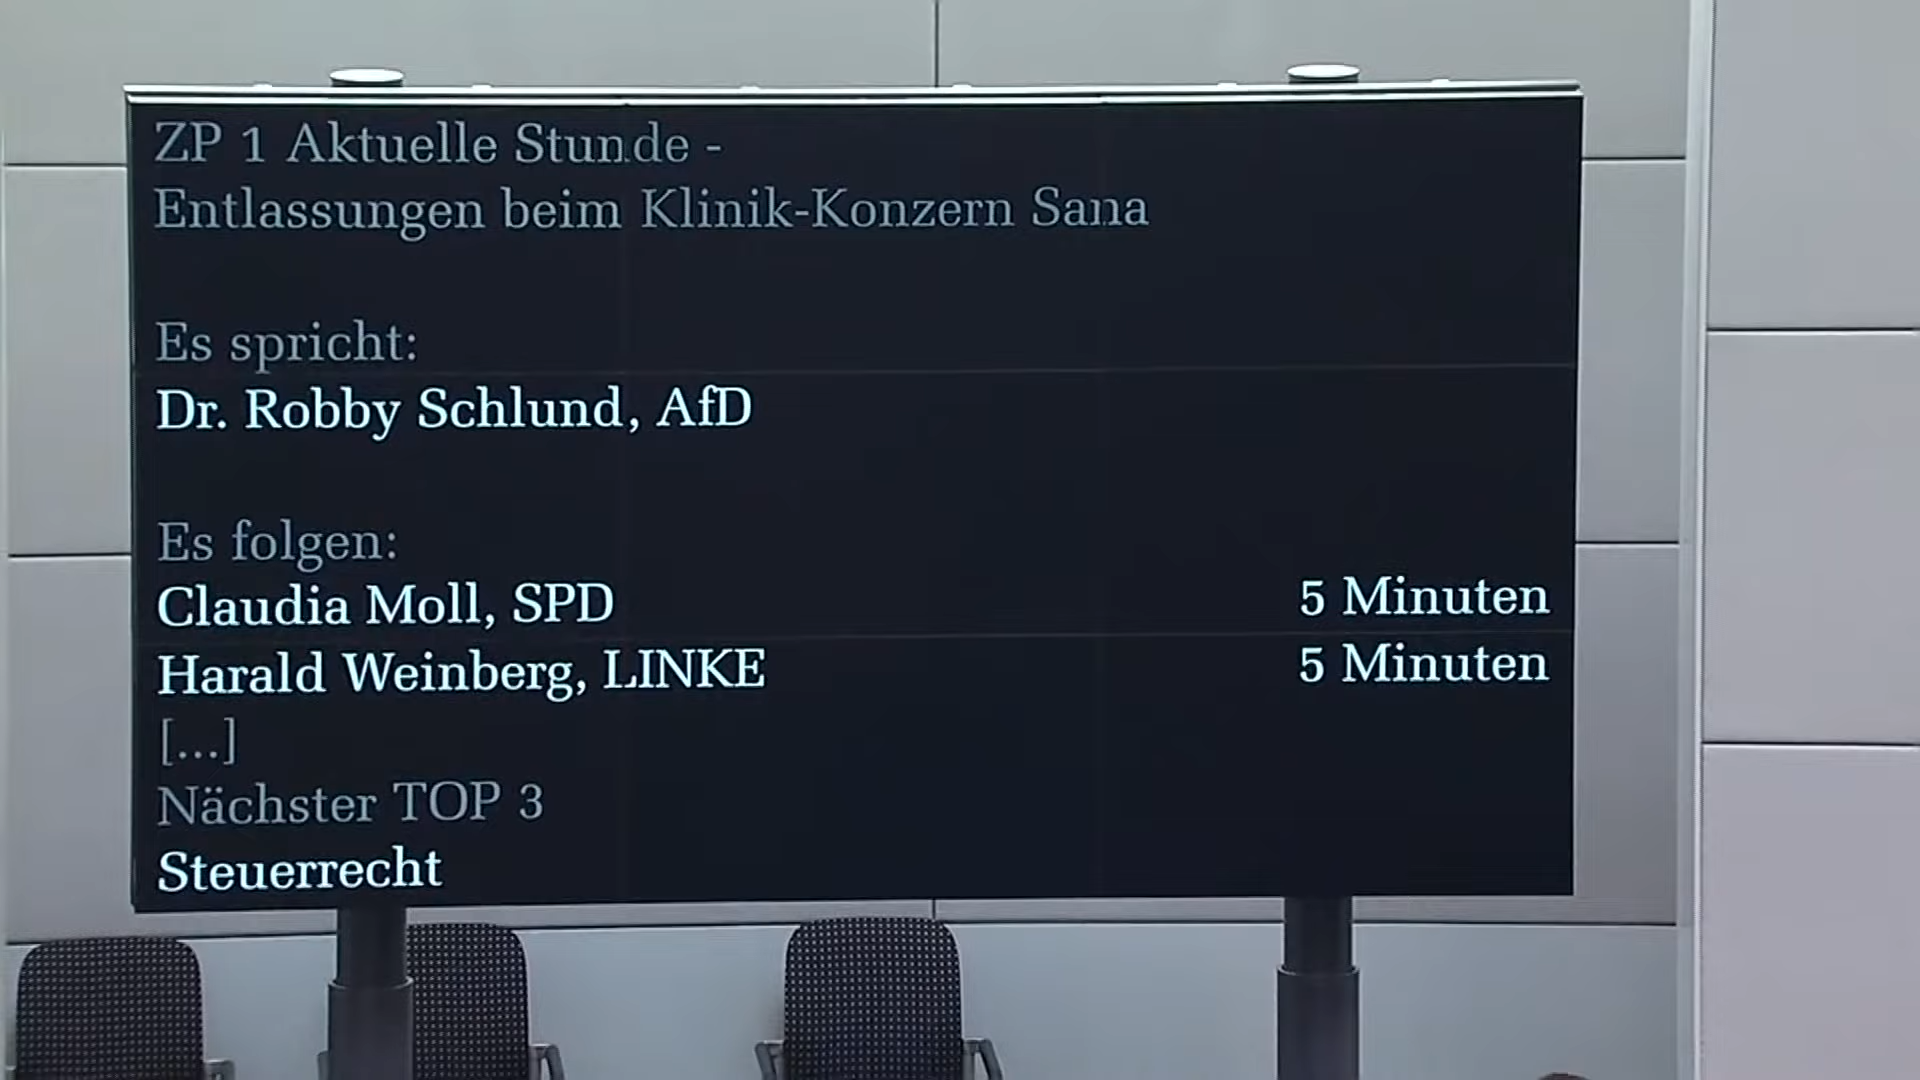 ZP 1 Aktuelle Stunde -
Entlassungen beim Klinik-Konzern Sana
Es spricht:
Dr. Robby Schlund, AfD
Es folgen:
Claudia Moll, SPD 5 Minuten
Harald Weinberg, LINKE 5 Minuten
[...]
Nächster TOP 3
Steuerrecht